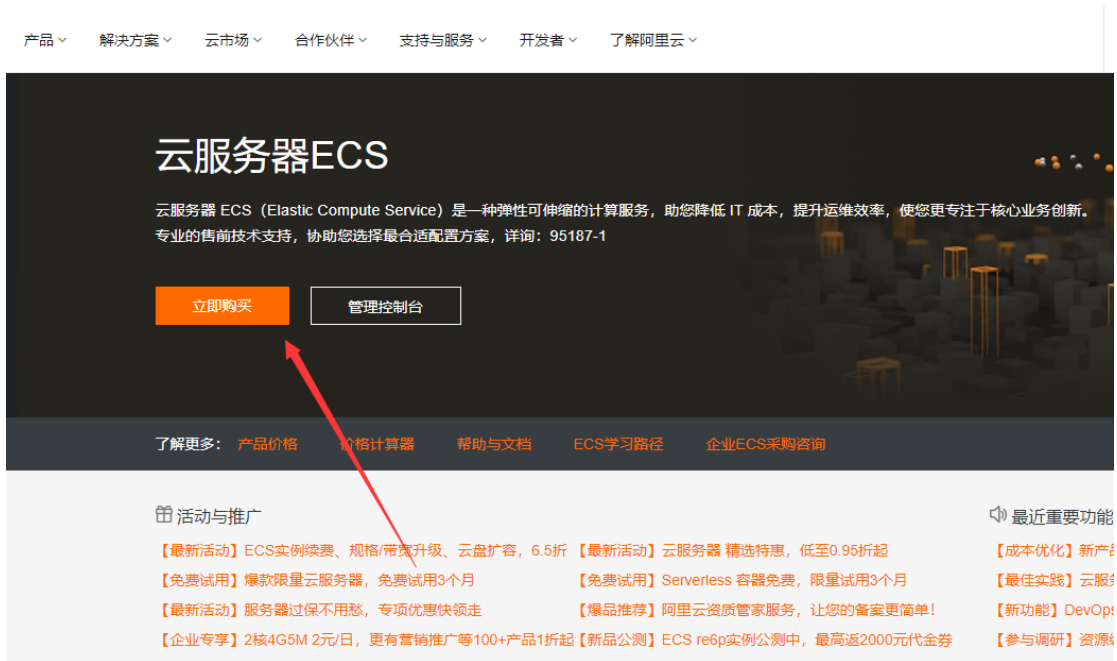 产品 解决方案 云市场 合作伙伴 支持与服务 开发者 了解阿里云
云服务器ECS
云服务器 ECS（Elastic Compute Service）是一种弹性可伸缩的计算服务，助您降低 IT 成本，提升运维效率，使您更专注于核心业务创新。
专业的售前技术支持，协助您选择最合适配置方案，详询：95187-1
立即购买 管理控制台
了解更多： 产品价格 价格计算器 帮助与文档 ECS学习路径 企业ECS采购咨询
活动与推广 最近重要功能
【最新活动】ECS实例续费、规格/带宽升级、云盘扩容，6.5折 【最新活动】云服务器 精选特惠，低至0.95折起 【成本优化】新产
【免费试用】爆款限量云服务器，免费试用3个月 【免费试用】Serverless 容器免费，限量试用3个月 【最佳实践】云服
【最新活动】服务器过保不用愁，专项优惠快领走 【爆品推荐】阿里云资质管家服务，让您的备案更简单！ 【新功能】DevOps
【企业专享】2核4G5M 2元/日，更有营销推广等100+产品1折起 【新品公测】ECS re6p实例公测中，最高返2000元代金券 【参与调研】资源